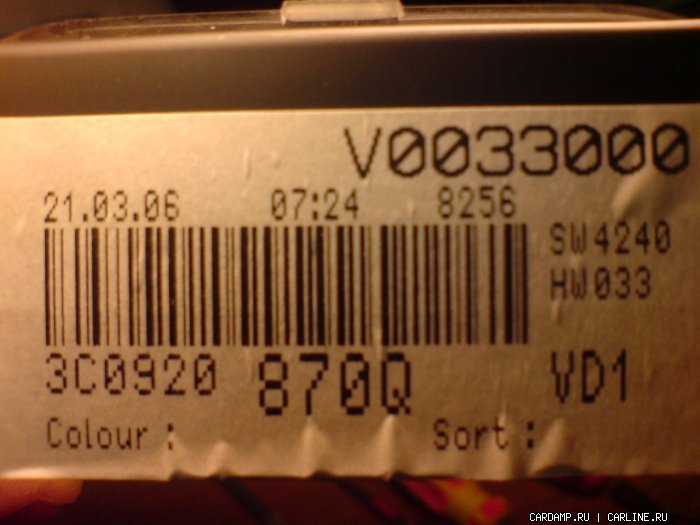 V0033000
21.03.06 07:24 8256
SW4240
HW033
3C0920 870Q VD1
Colour : Sort :
CARDAMP.RU | CARLINE.RU